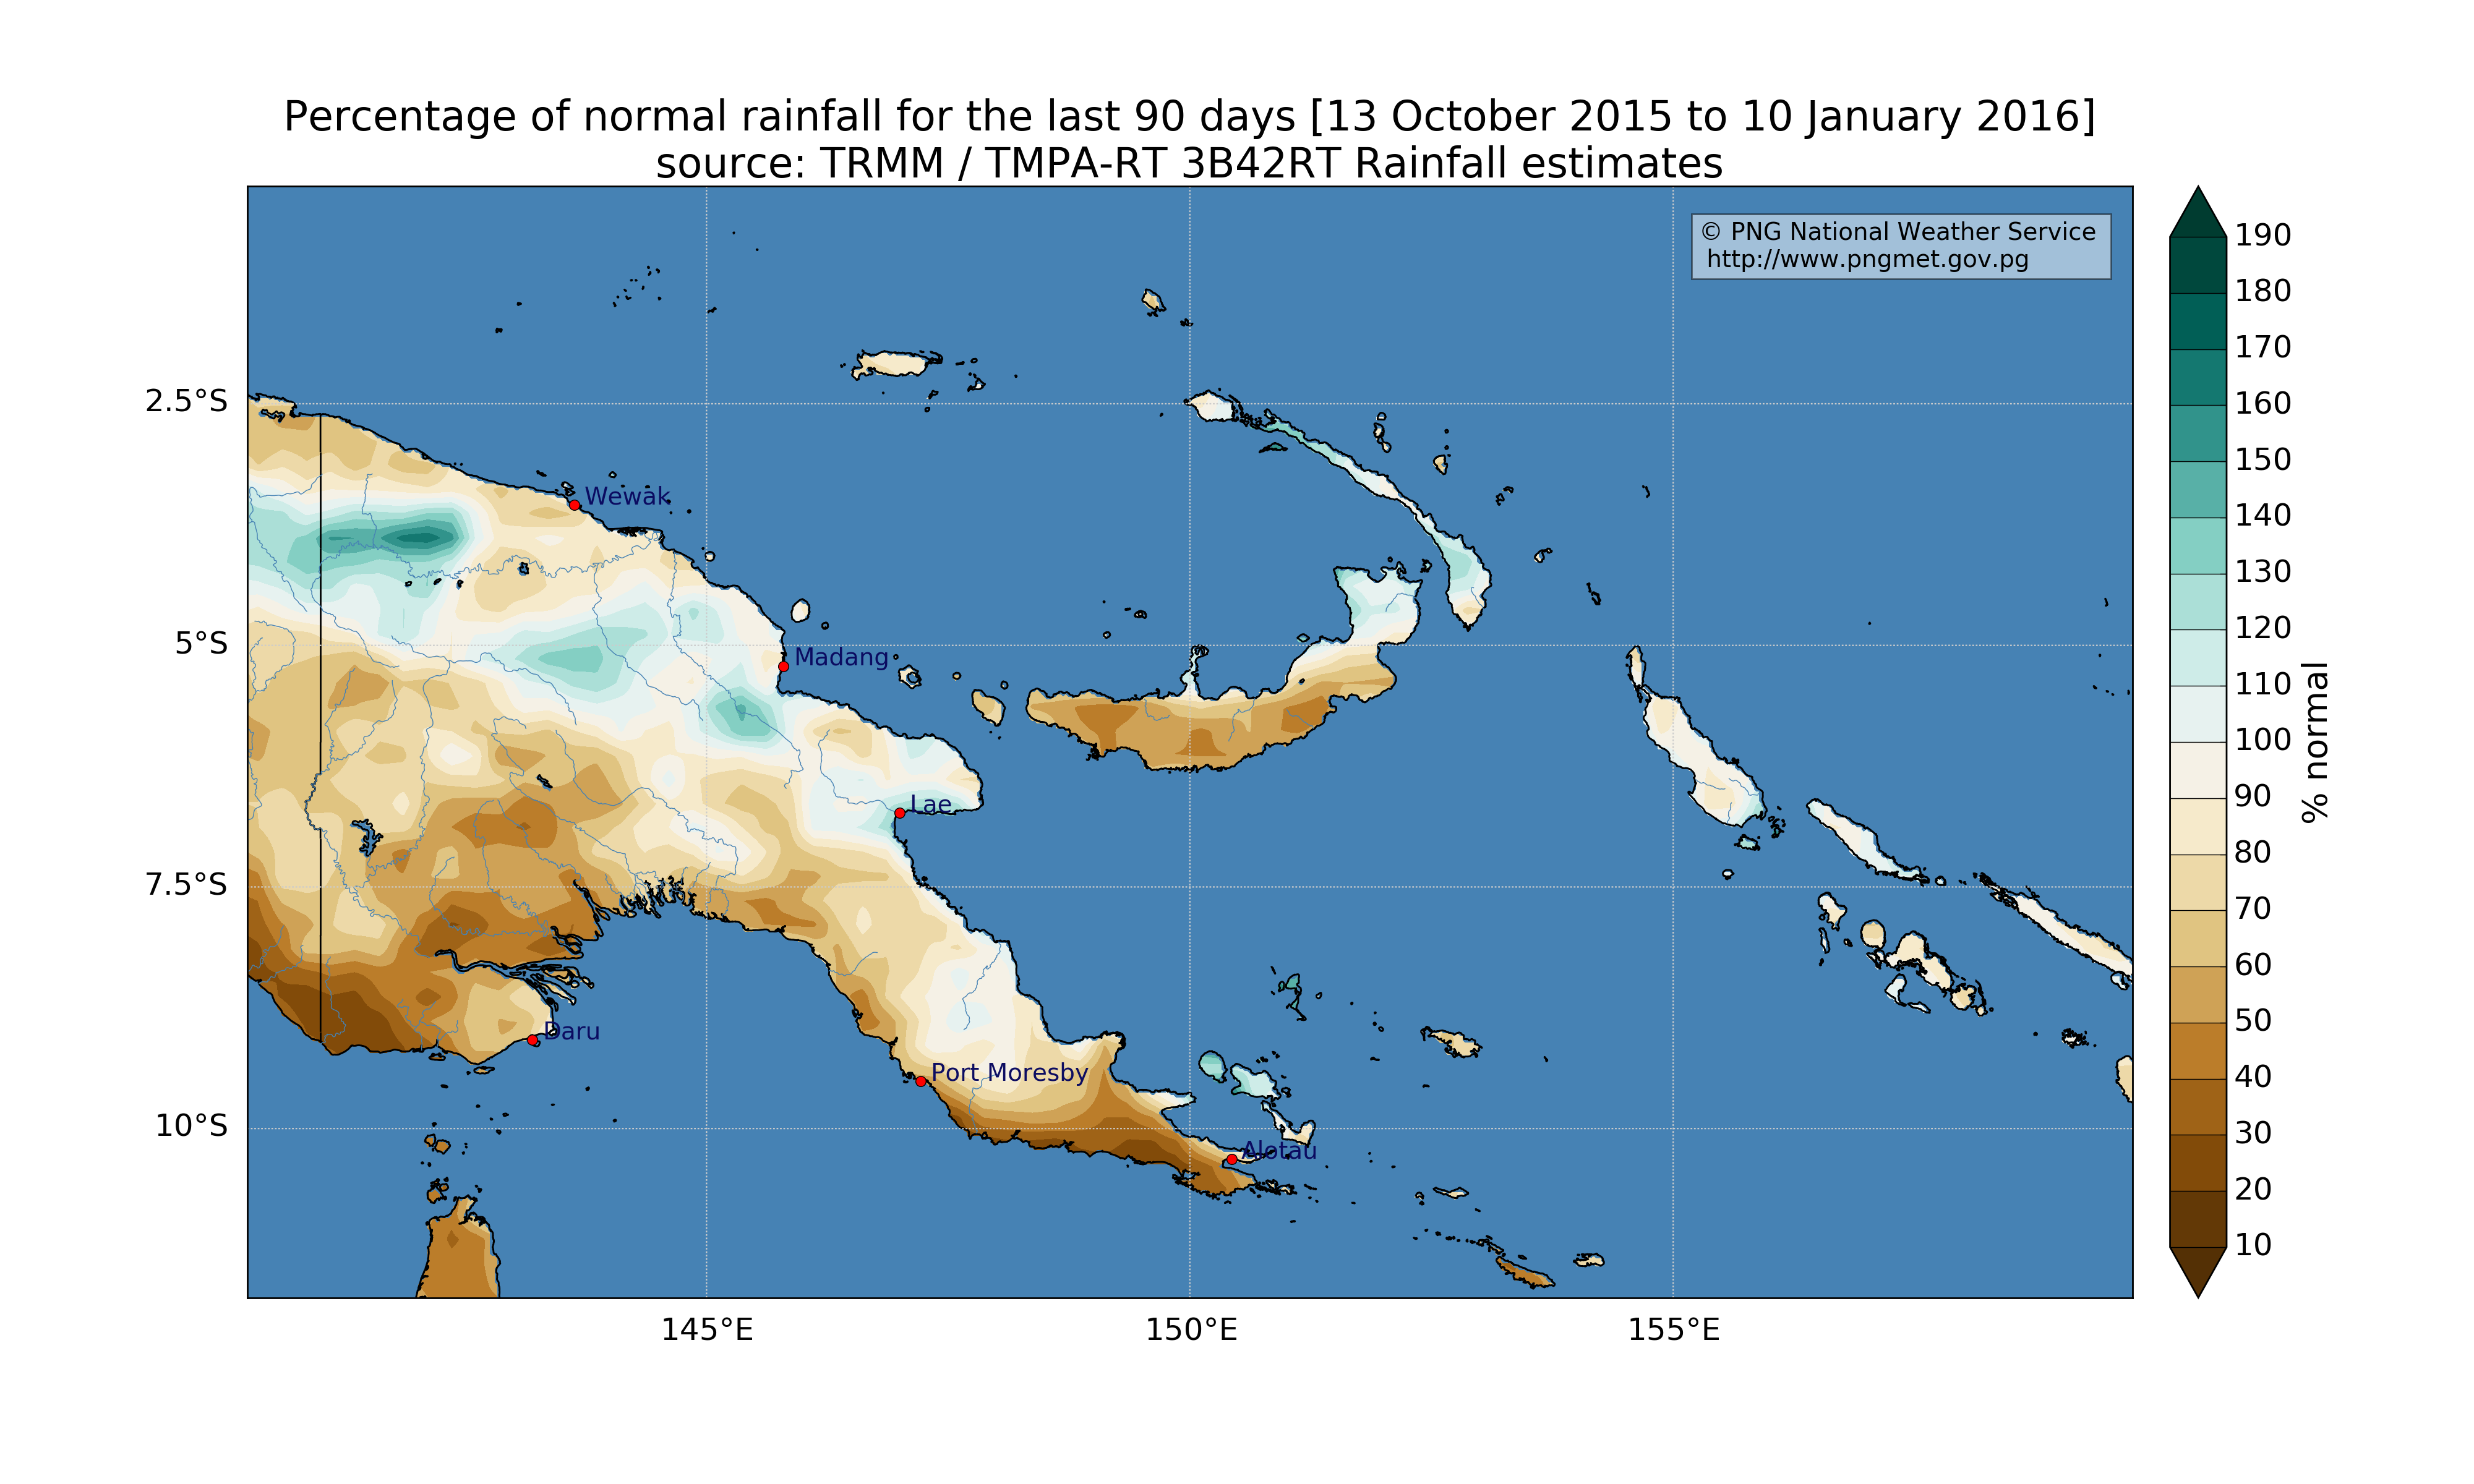 Percentage of normal rainfall for the last 90 days [13 October 2015 to 10 January 2016]
source: TRMM / TMPA-RT 3B42RT Rainfall estimates
© PNG National Weather Service
http://www.pngmet.gov.pg
2.5°S
5°S
7.5°S
10°S
Wewak
Madang
Lae
Daru
Port Moresby
Alotau
145°E
150°E
155°E
190
180
170
160
150
140
130
120
110
100
90
80
70
60
50
40
30
20
10
% normal